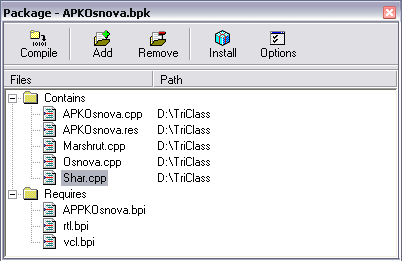 Package - APKOsnova.bpk
Compile Add Remove Install Options
Files Path
Contains
APKOsnova.cpp D:\TriClass
APKOsnova.res D:\TriClass
Marshrut.cpp D:\TriClass
Osnova.cpp D:\TriClass
Shar.cpp D:\TriClass
Requires
APPKOsnova.bpi
rtl.bpi
vcl.bpi